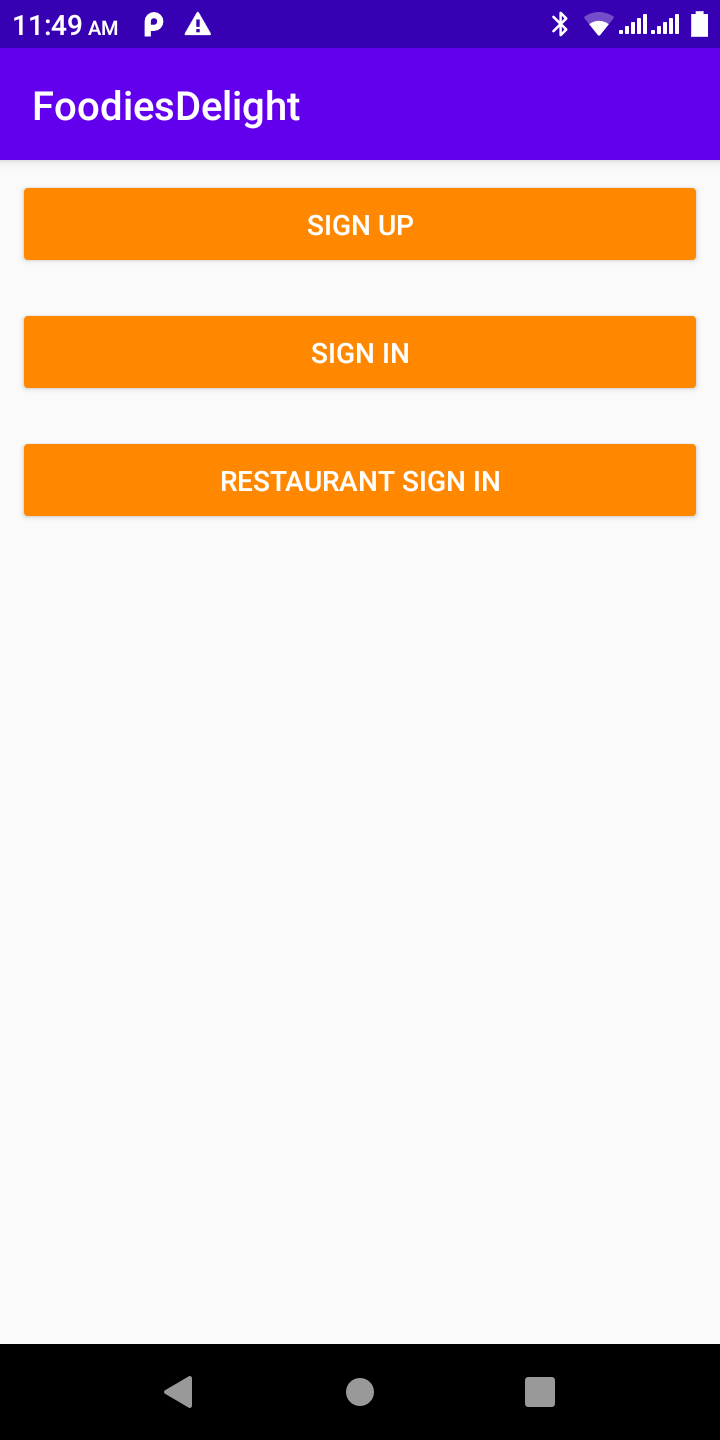 11:49 AM
FoodiesDelight
SIGN UP
SIGN IN
RESTAURANT SIGN IN